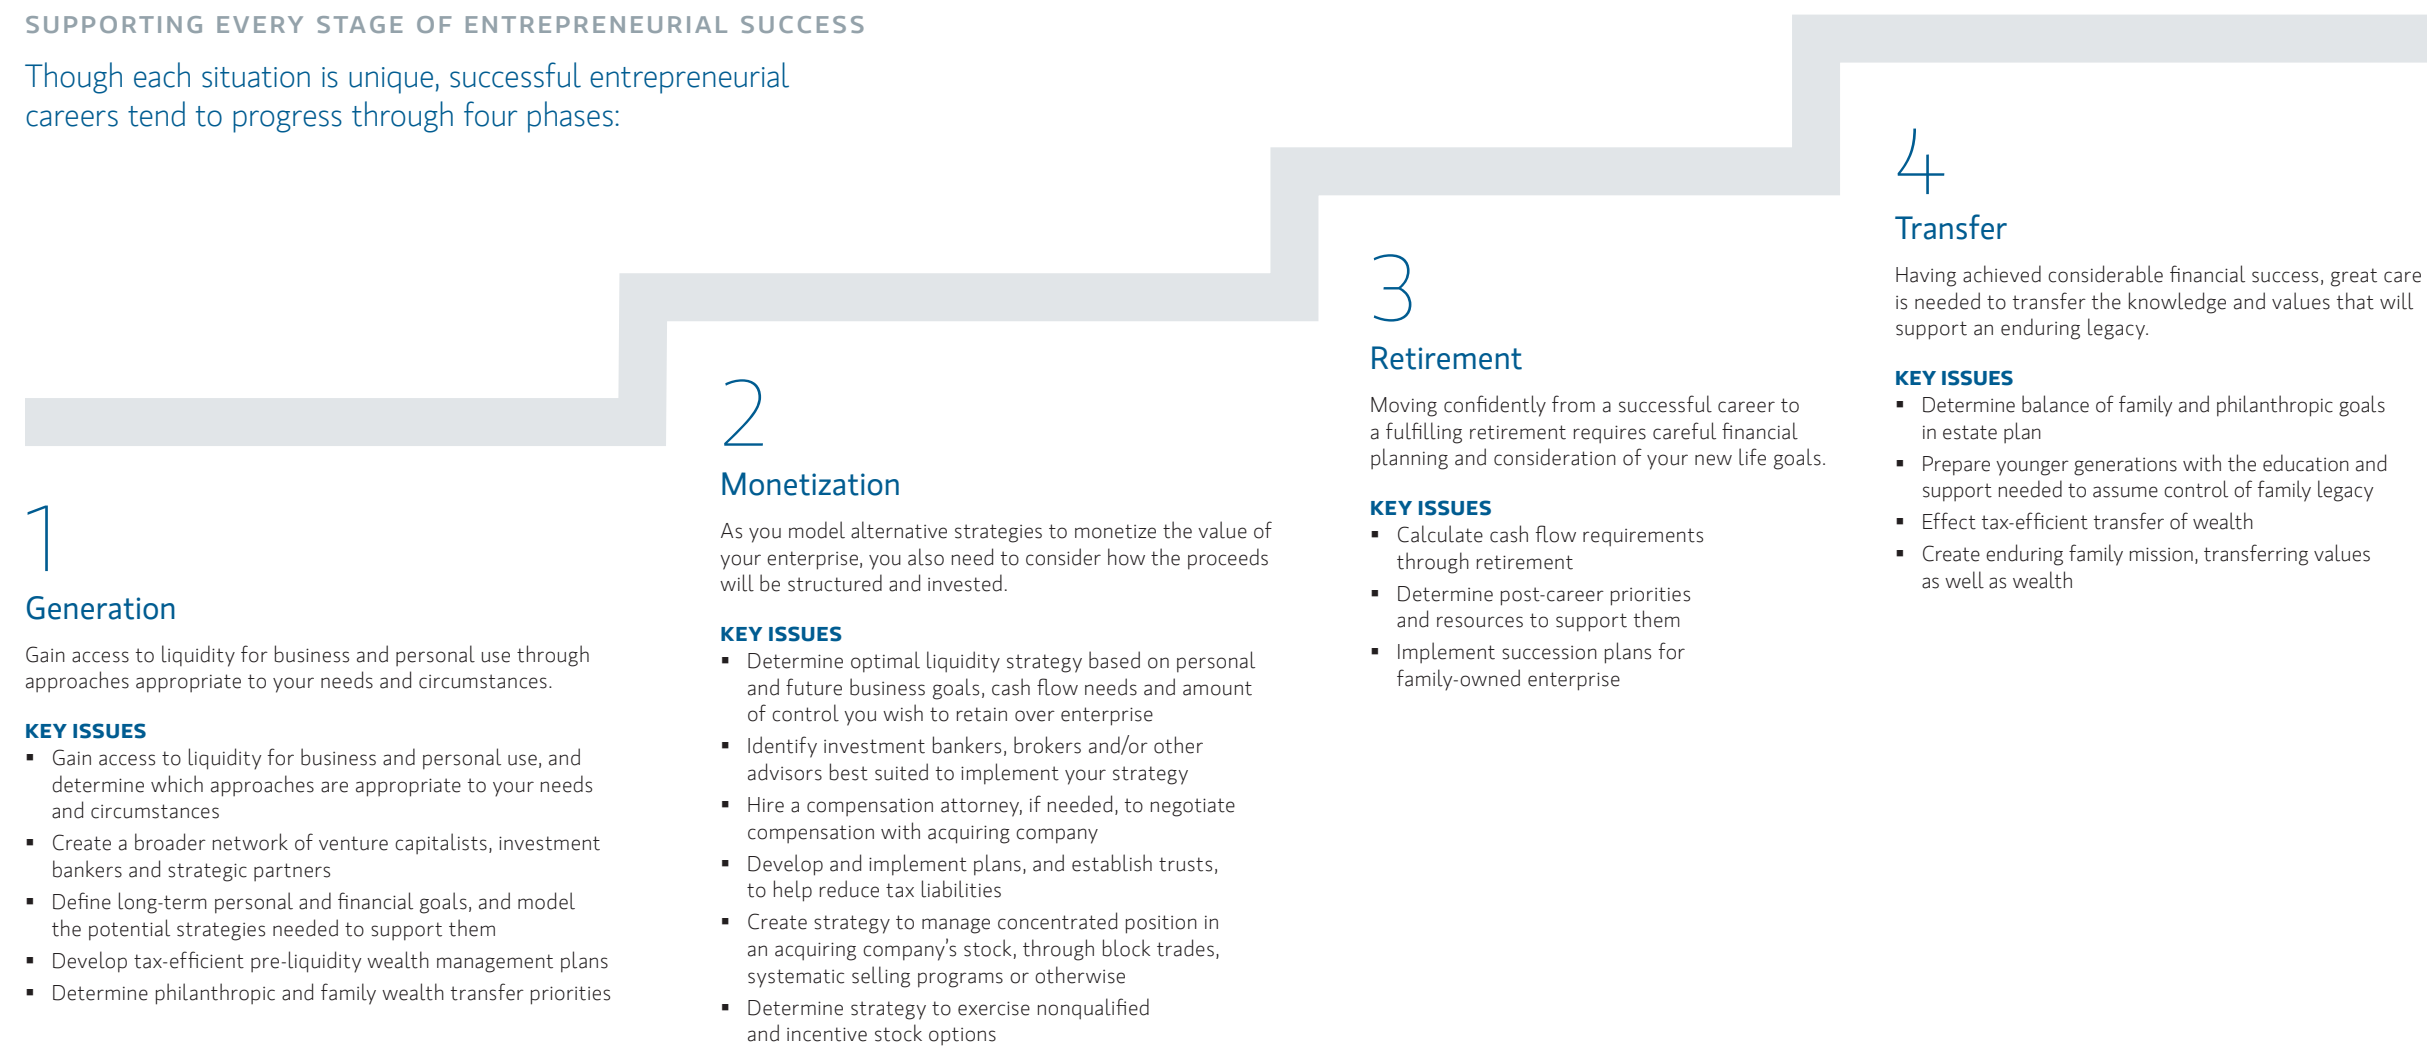 SUPPORTING EVERY STAGE OF ENTREPRENEURIAL SUCCESS
Though each situation is unique, successful entrepreneurial
careers tend to progress through four phases:
1
Generation
Gain access to liquidity for business and personal use through
approaches appropriate to your needs and circumstances.
KEY ISSUES
▪ Gain access to liquidity for business and personal use, and
determine which approaches are appropriate to your needs
and circumstances
▪ Create a broader network of venture capitalists, investment
bankers and strategic partners
▪ Define long-term personal and financial goals, and model
the potential strategies needed to support them
▪ Develop tax-efficient pre-liquidity wealth management plans
▪ Determine philanthropic and family wealth transfer priorities
2
Monetization
As you model alternative strategies to monetize the value of
your enterprise, you also need to consider how the proceeds
will be structured and invested.
KEY ISSUES
▪ Determine optimal liquidity strategy based on personal
and future business goals, cash flow needs and amount
of control you wish to retain over enterprise
▪ Identify investment bankers, brokers and/or other
advisors best suited to implement your strategy
▪ Hire a compensation attorney, if needed, to negotiate
compensation with acquiring company
▪ Develop and implement plans, and establish trusts,
to help reduce tax liabilities
▪ Create strategy to manage concentrated position in
an acquiring company's stock, through block trades,
systematic selling programs or otherwise
▪ Determine strategy to exercise nonqualified
and incentive stock options
3
Retirement
Moving confidently from a successful career to
a fulfilling retirement requires careful financial
planning and consideration of your new life goals.
KEY ISSUES
▪ Calculate cash flow requirements
through retirement
▪ Determine post-career priorities
and resources to support them
▪ Implement succession plans for
family-owned enterprise
4
Transfer
Having achieved considerable financial success, great care
is needed to transfer the knowledge and values that will
support an enduring legacy.
KEY ISSUES
▪ Determine balance of family and philanthropic goals
in estate plan
▪ Prepare younger generations with the education and
support needed to assume control of family legacy
▪ Effect tax-efficient transfer of wealth
▪ Create enduring family mission, transferring values
as well as wealth